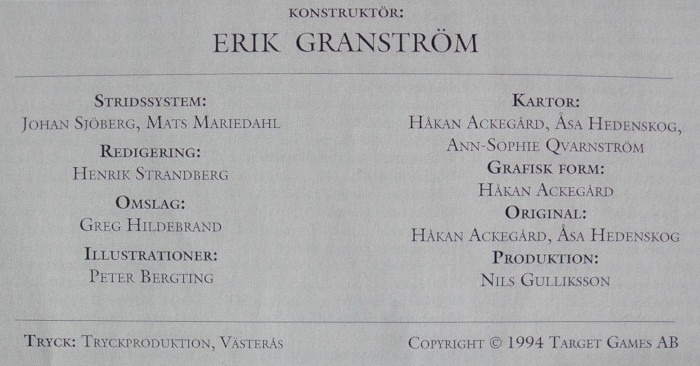 KONSTRUKTÖR:
ERIK GRANSTRÖM
STRIDSSYSTEM:
JOHAN SJÖBERG, MATS MARIEDAHL
REDIGERING:
HENRIK STRANDBERG
OMSLAG:
GREG HILDEBRAND
ILLUSTRATIONER:
PETER BERGTING
KARTOR:
HÅKAN ACKEGÅRD, ÅSA HEDENSKOG,
ANN-SOPHIE QVARNSTRÖM
GRAFISK FORM:
HÅKAN ACKEGÅRD
ORIGINAL:
HÅKAN ACKEGÅRD, ÅSA HEDENSKOG
PRODUKTION:
NILS GULLIKSSON
TRYCK: TRYCKPRODUKTION, VÄSTERÅS
COPYRIGHT © 1994 TARGET GAMES AB